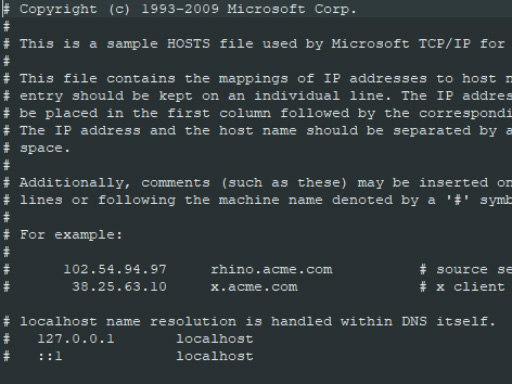 # Copyright (c) 1993-2009 Microsoft Corp.
#
# This is a sample HOSTS file used by Microsoft TCP/IP for
#
# This file contains the mappings of IP addresses to host
# entry should be kept on an individual line. The IP
# be placed in the first column followed by the
# The IP address and the host name should be separated by
# space.
#
# Additionally, comments (such as these) may be inserted
# lines or following the machine name denoted by a '#'
#
# For example:
#
#      102.54.94.97     rhino.acme.com          # source
#       38.25.63.10     x.acme.com              # x client

# localhost name resolution is handled within DNS itself.
#   127.0.0.1       localhost
#   ::1             localhost